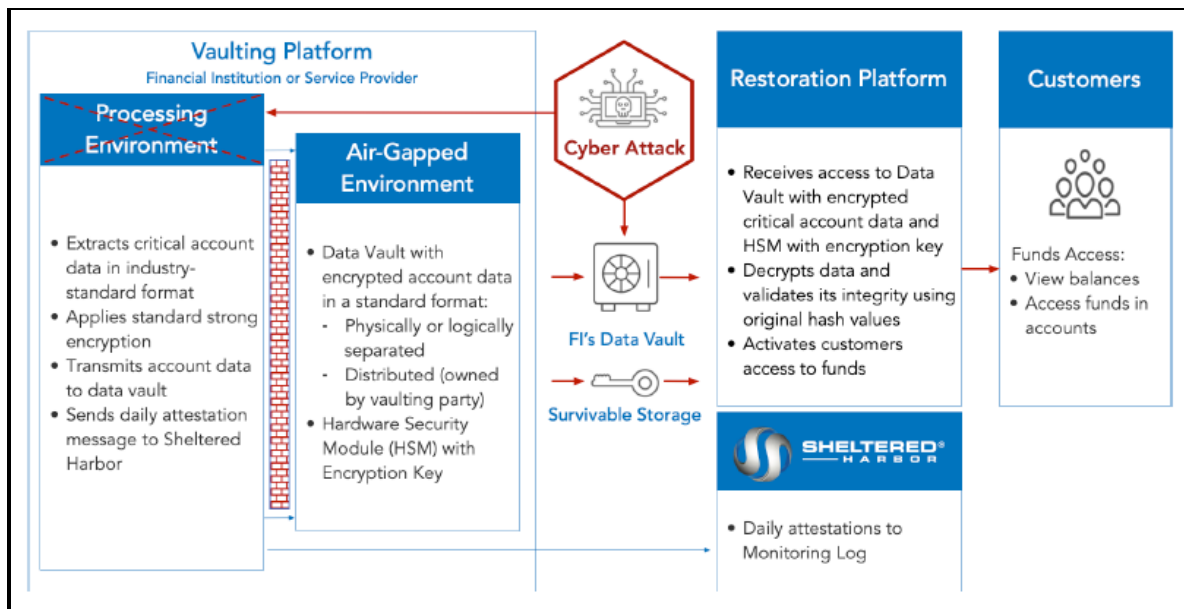 Vaulting Platform
Financial Institution or Service Provider
Processing
Environment
• Extracts critical account
data in industry-
standard format
• Applies standard strong
encryption
• Transmits account data
to data vault
• Sends daily attestation
message to Sheltered
Harbor
Air-Gapped
Environment
• Data Vault with
encrypted account data
in a standard format:
- Physically or logically
separated
- Distributed (owned
by vaulting party)
• Hardware Security
Module (HSM) with
Encryption Key
Cyber Attack
FI's Data Vault
Survivable Storage
Restoration Platform
• Receives access to Data
Vault with encrypted
critical account data and
HSM with encryption key
• Decrypts data and
validates its integrity using
original hash values
• Activates customers
access to funds
SHELTERED®
HARBOR
• Daily attestations to
Monitoring Log
Customers
Funds Access:
• View balances
• Access funds in
accounts